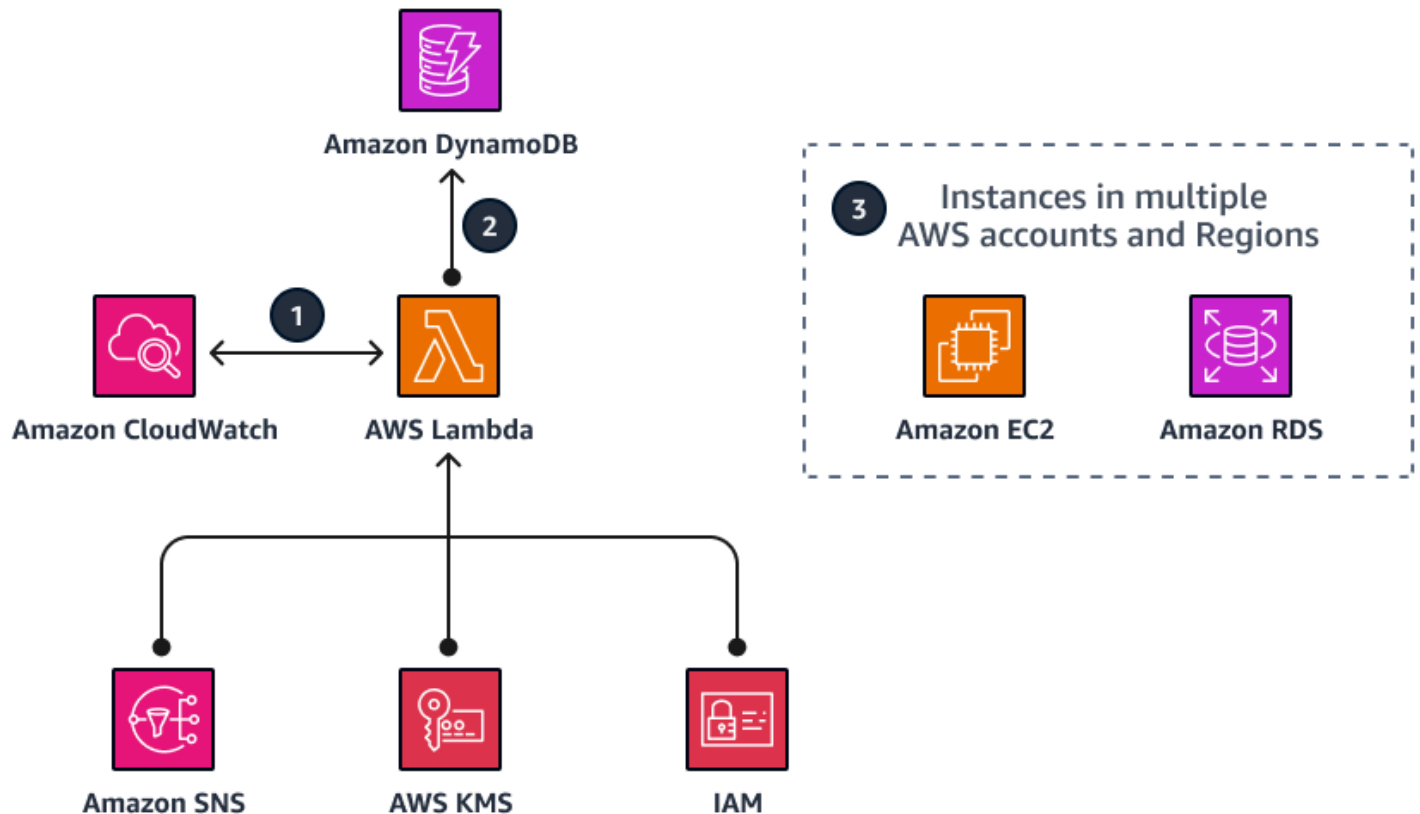 Amazon DynamoDB
2
3
Instances in multiple
AWS accounts and Regions
1
Amazon CloudWatch
AWS Lambda
Amazon EC2
Amazon RDS
Amazon SNS
AWS KMS
IAM